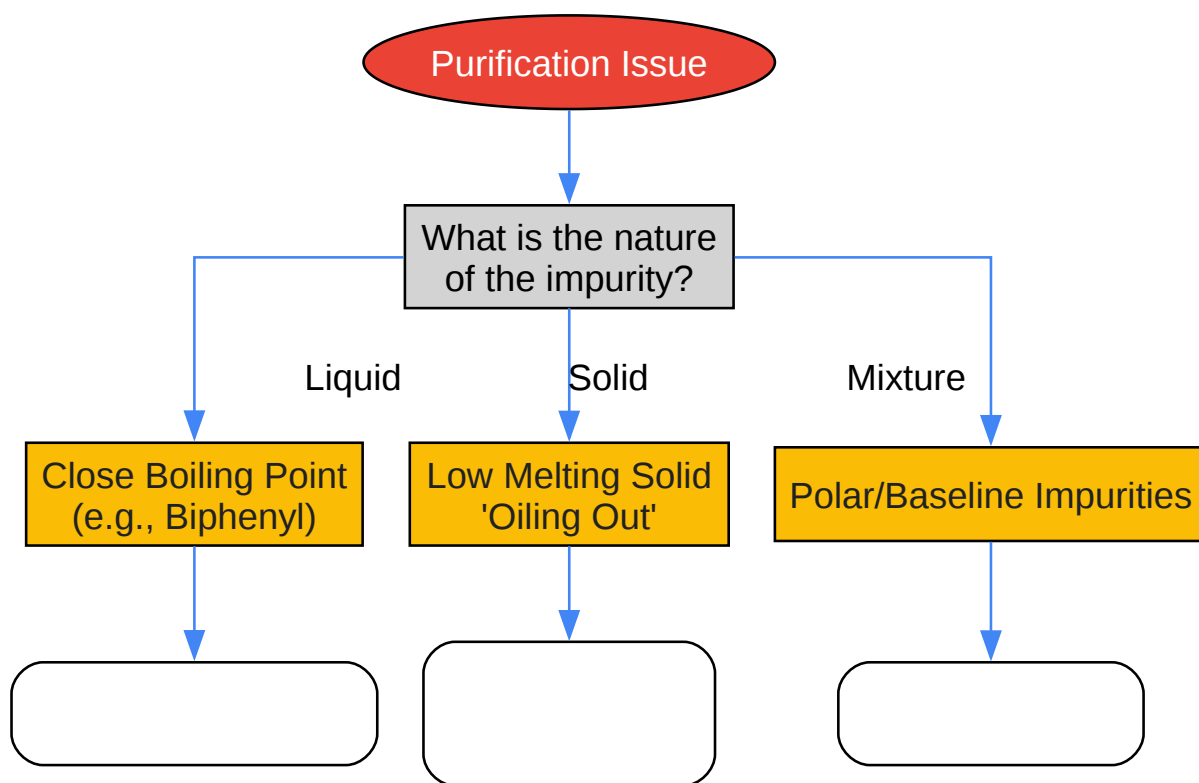 Purification Issue
What is the nature
of the impurity?
Liquid
Solid
Mixture
Close Boiling Point
(e.g., Biphenyl)
Low Melting Solid
'Oiling Out'
Polar/Baseline Impurities